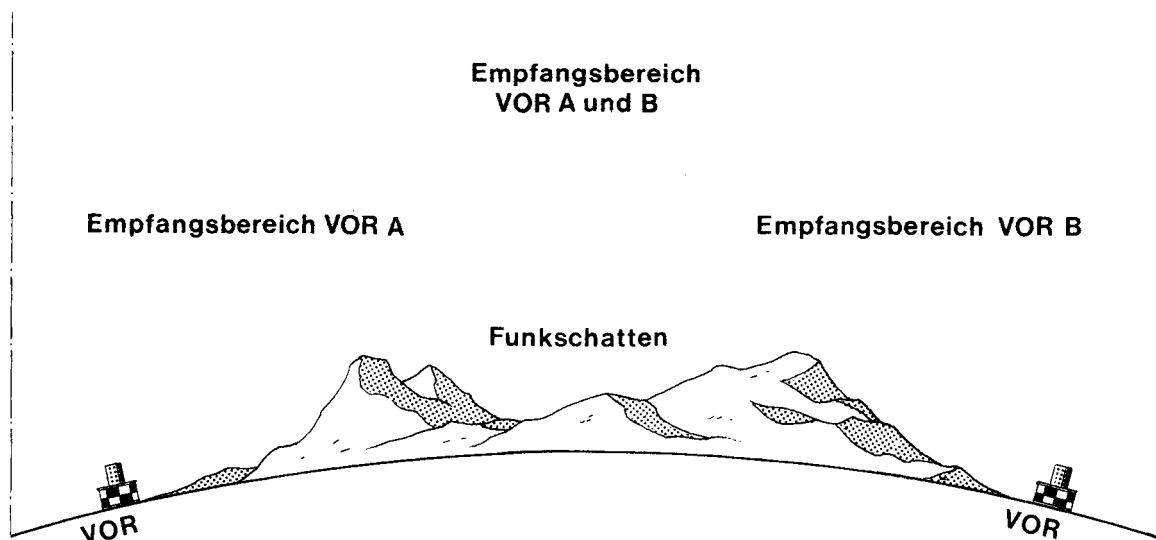 Empfangsbereich
VOR A und B
Empfangsbereich VOR A
Empfangsbereich VOR B
Funkschatten
VOR
VOR